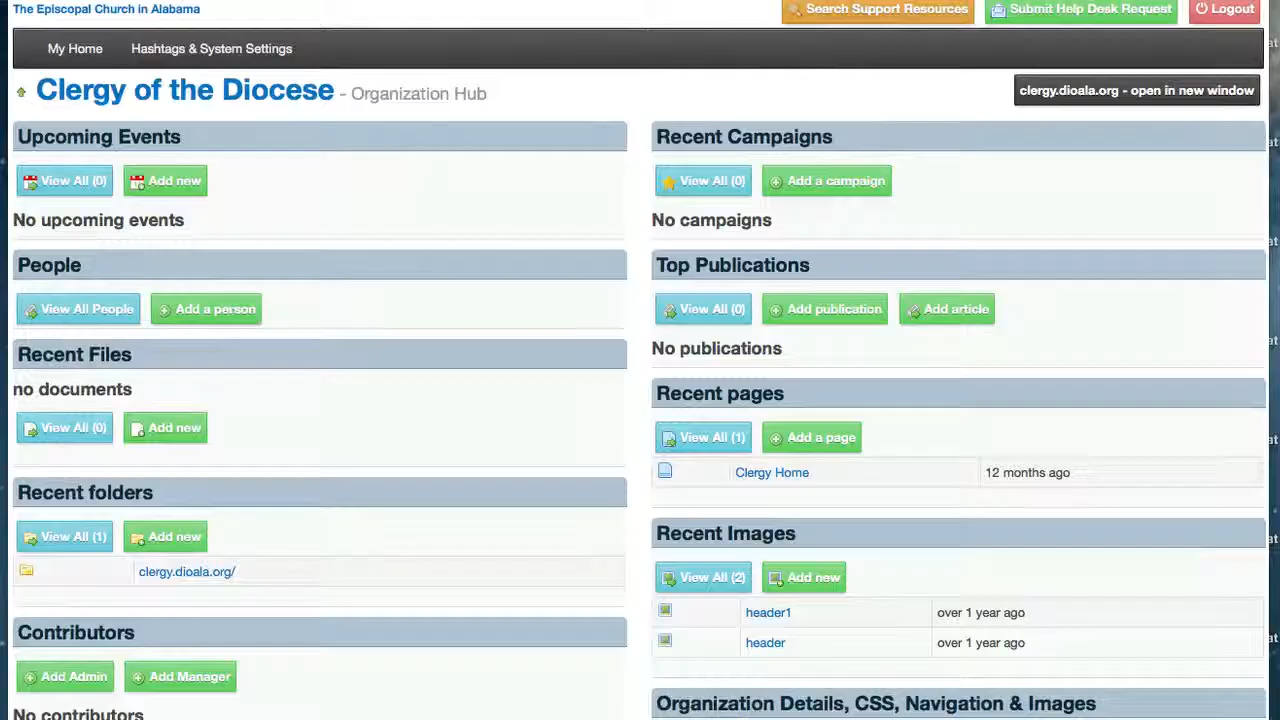 The Episcopal Church in Alabama
Search Support Resources
Submit Help Desk Request
Logout
My Home
Hashtags & System Settings
Clergy of the Diocese - Organization Hub
clergy.dioala.org - open in new window
Upcoming Events
View All (0)
Add new
No upcoming events
People
View All People
Add a person
Recent Files
no documents
View All (0)
Add new
Recent folders
View All (1)
Add new
clergy.dioala.org/
Contributors
Add Admin
Add Manager
No contributors
Recent Campaigns
View All (0)
Add a campaign
No campaigns
Top Publications
View All (0)
Add publication
Add article
No publications
Recent pages
View All (1)
Add a page
Clergy Home
12 months ago
Recent Images
View All (2)
Add new
header1
over 1 year ago
header
over 1 year ago
Organization Details, CSS, Navigation & Images